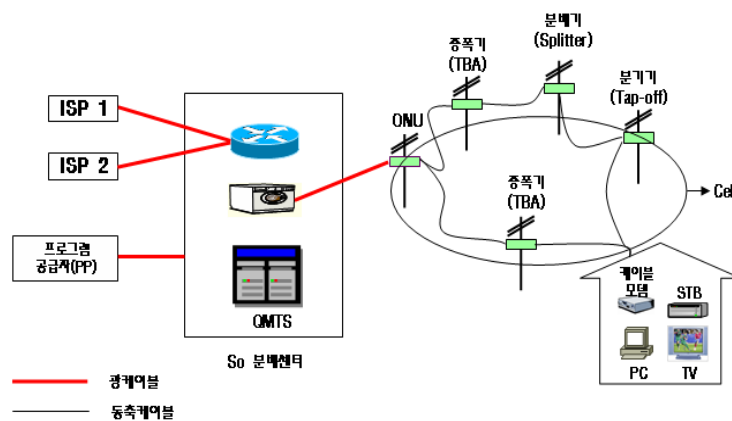 분배기
(Splitter)
증폭기
(TBA)
분기기
(Tap-off)
ISP 1
ONU
ISP 2
증폭기
(TBA)
Cel
프로그램
공급자(PP)
케이블
모뎀
STB
QMTS
PC
TV
So 분배센터
광케이블
동축케이블